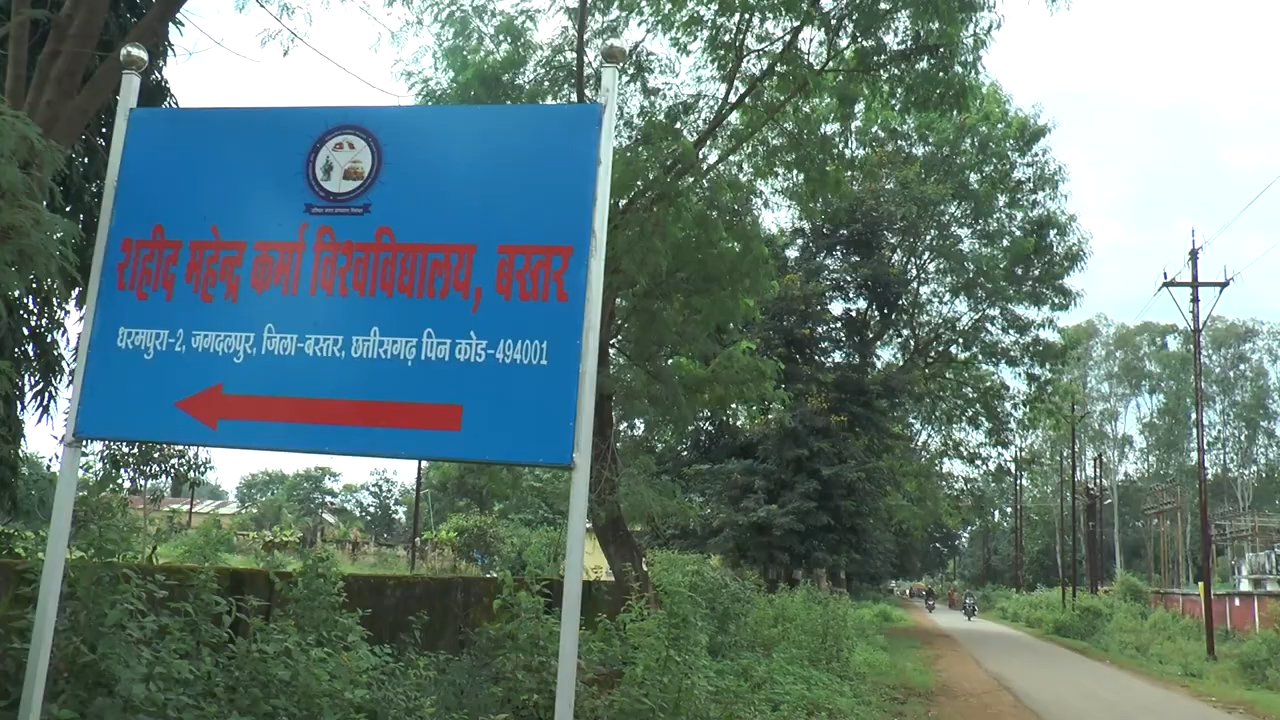 शहीद महेन्द्र कर्मा विश्वविद्यालय, बस्तर
धरमपुरा-2, जगदलपुर, जिला-बस्तर, छत्तीसगढ़ पिन कोड-494001